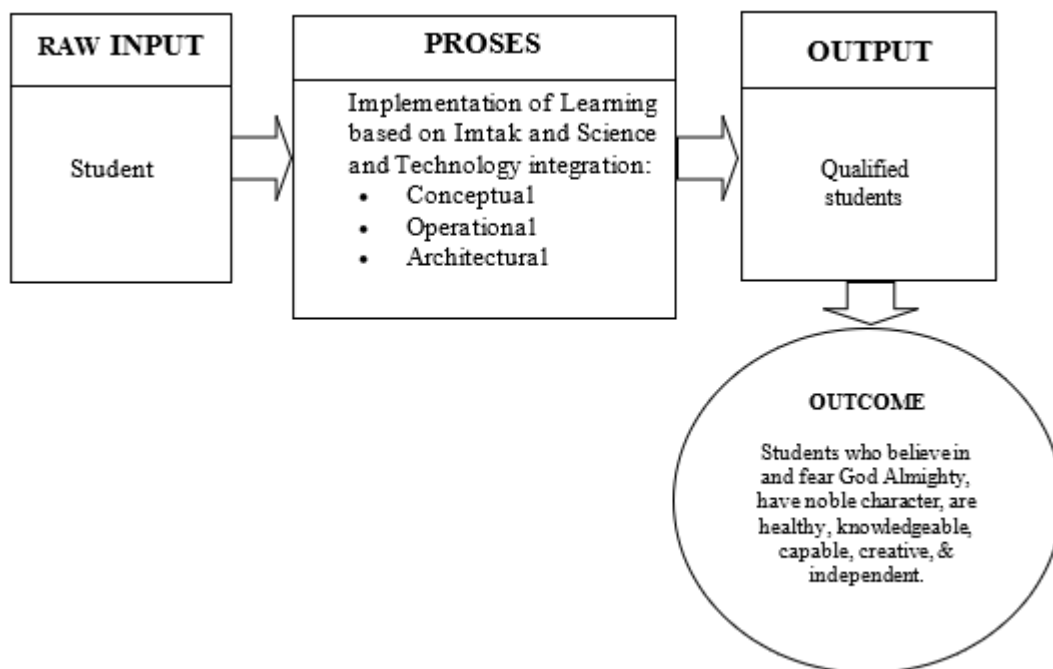 RAW INPUT
Student
PROSES
Implementation of Learning
based on Imtak and Science
and Technology integration:
• Conceptual
• Operational
• Architectural
OUTPUT
Qualified
students
OUTCOME
Students who believe in
and fear God Almighty,
have noble character, are
healthy, knowledgeable,
capable, creative, &
independent.